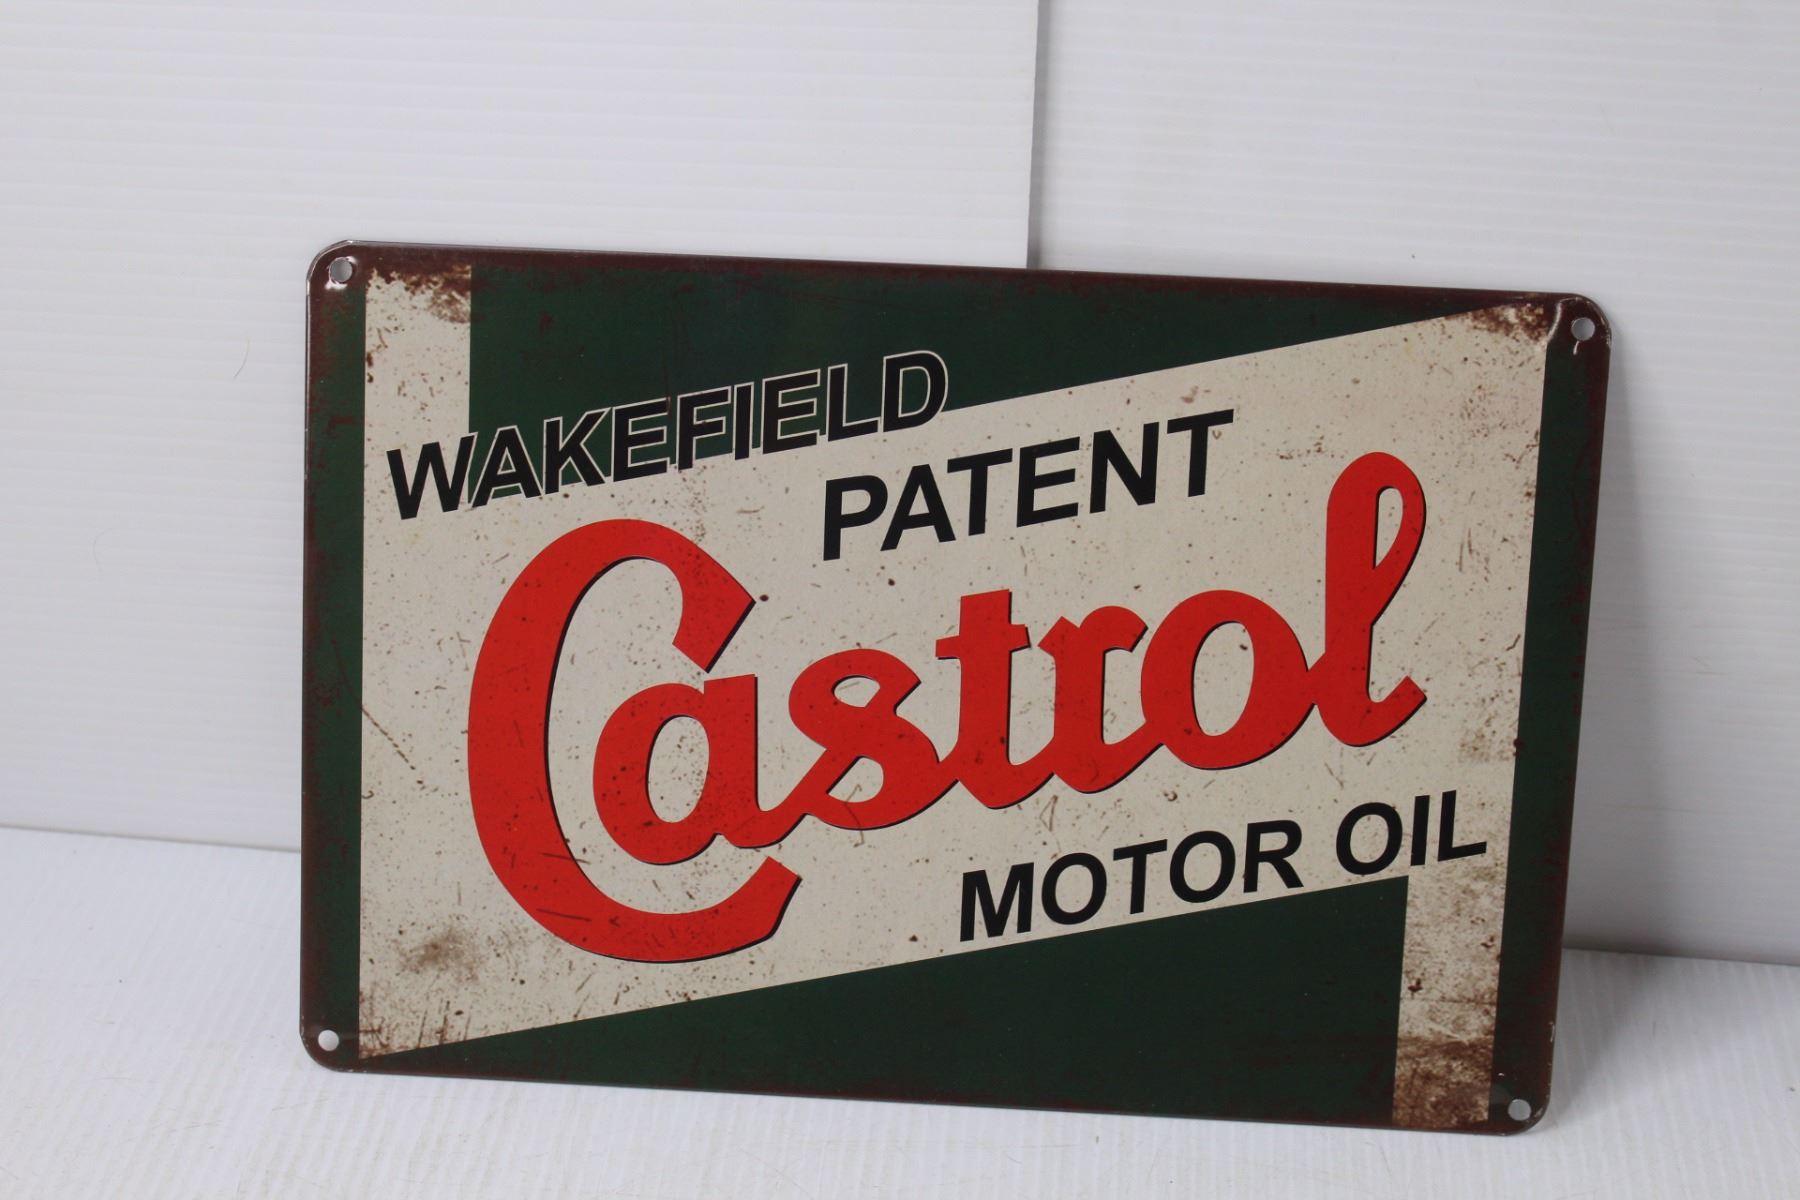 WAKEFIELD
PATENT
Castrol
MOTOR OIL